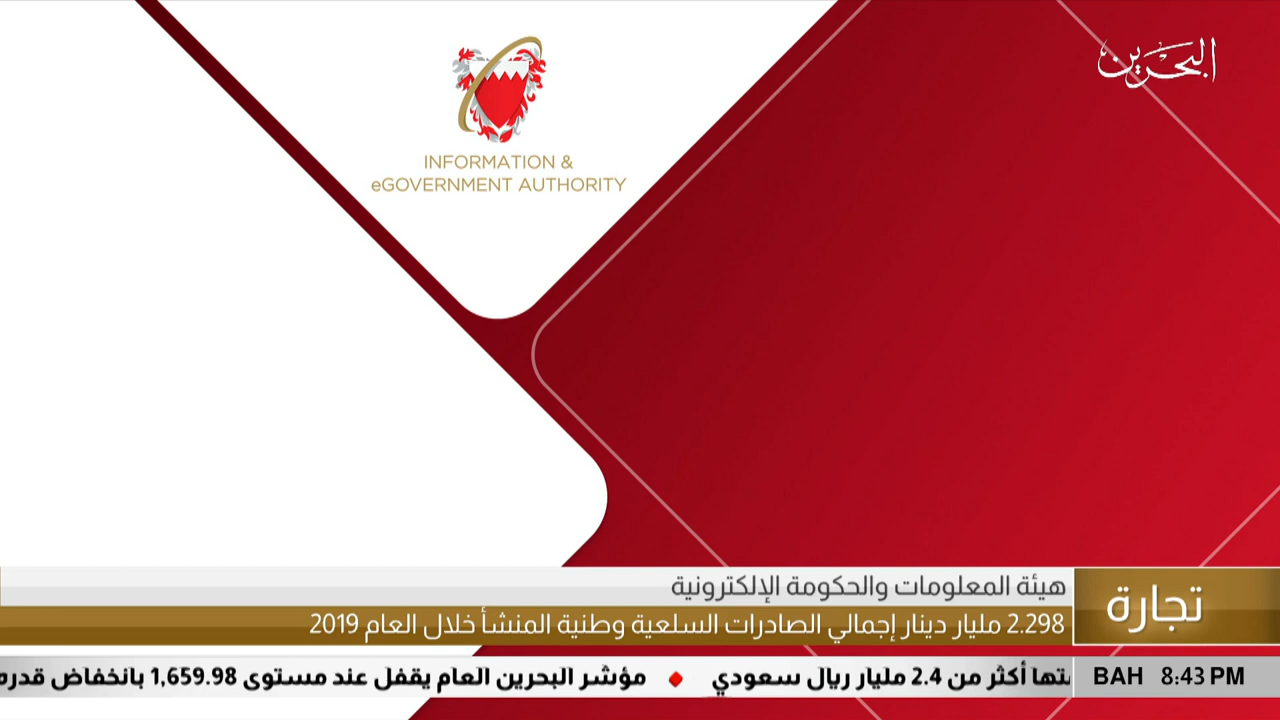 البحرين
INFORMATION &
eGOVERNMENT AUTHORITY
هيئة المعلومات والحكومة الإلكترونية
تجارة
2.298 مليار دينار إجمالي الصادرات السلعية وطنية المنشأ خلال العام 2019
أكثر من 2.4 مليار ريال سعودي ♦ مؤشر البحرين العام يقفل عند مستوى 1,659.98 بانخفاض قدره
BAH 8:43 PM